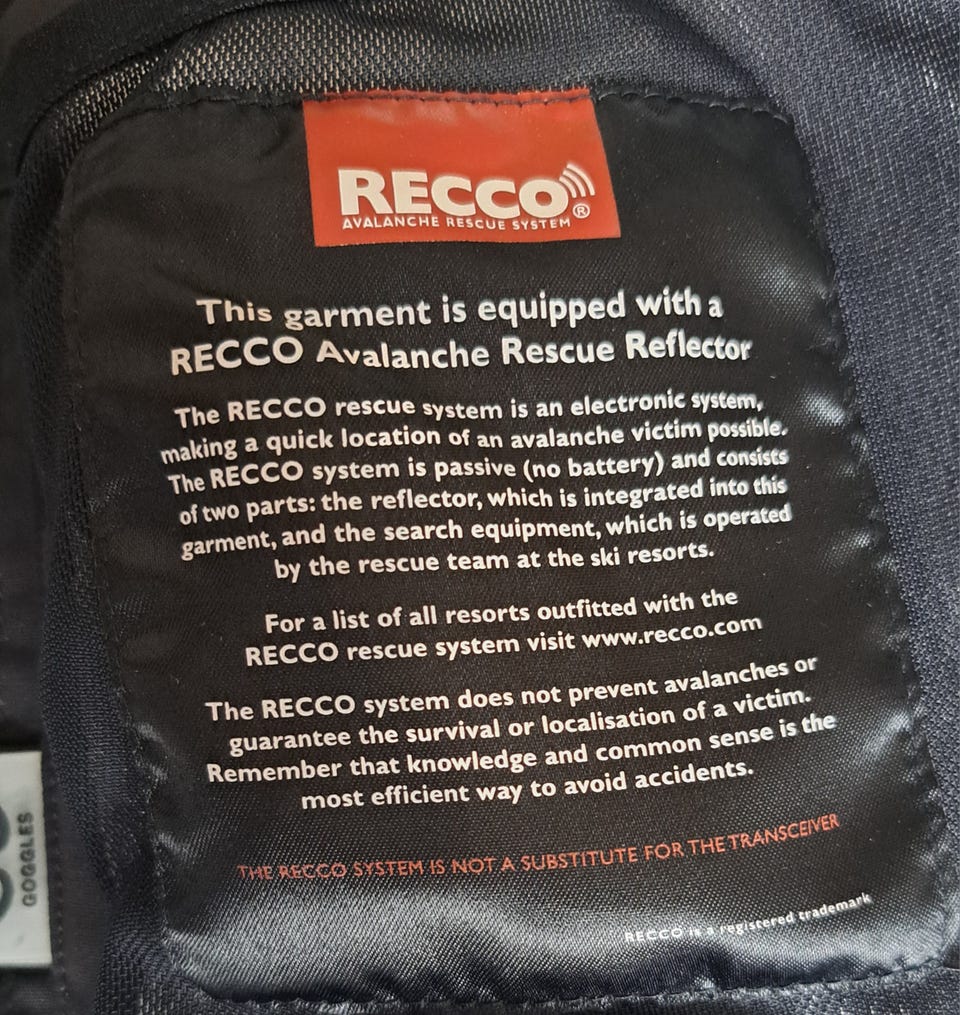 RECCO®
AVALANCHE RESCUE SYSTEM
This garment is equipped with a
RECCO Avalanche Rescue Reflector
The RECCO rescue system is an electronic system,
making a quick location of an avalanche victim possible.
The RECCO system is passive (no battery) and consists
of two parts: the reflector, which is integrated into this
garment, and the search equipment, which is operated
by the rescue team at the ski resorts.
For a list of all resorts outfitted with the
RECCO rescue system visit www.recco.com
The RECCO system does not prevent avalanches or
guarantee the survival or localisation of a victim.
Remember that knowledge and common sense is the
most efficient way to avoid accidents.
THE RECCO SYSTEM IS NOT A SUBSTITUTE FOR THE TRANSCEIVER
RECCO is a registered trademark
GOGGLES